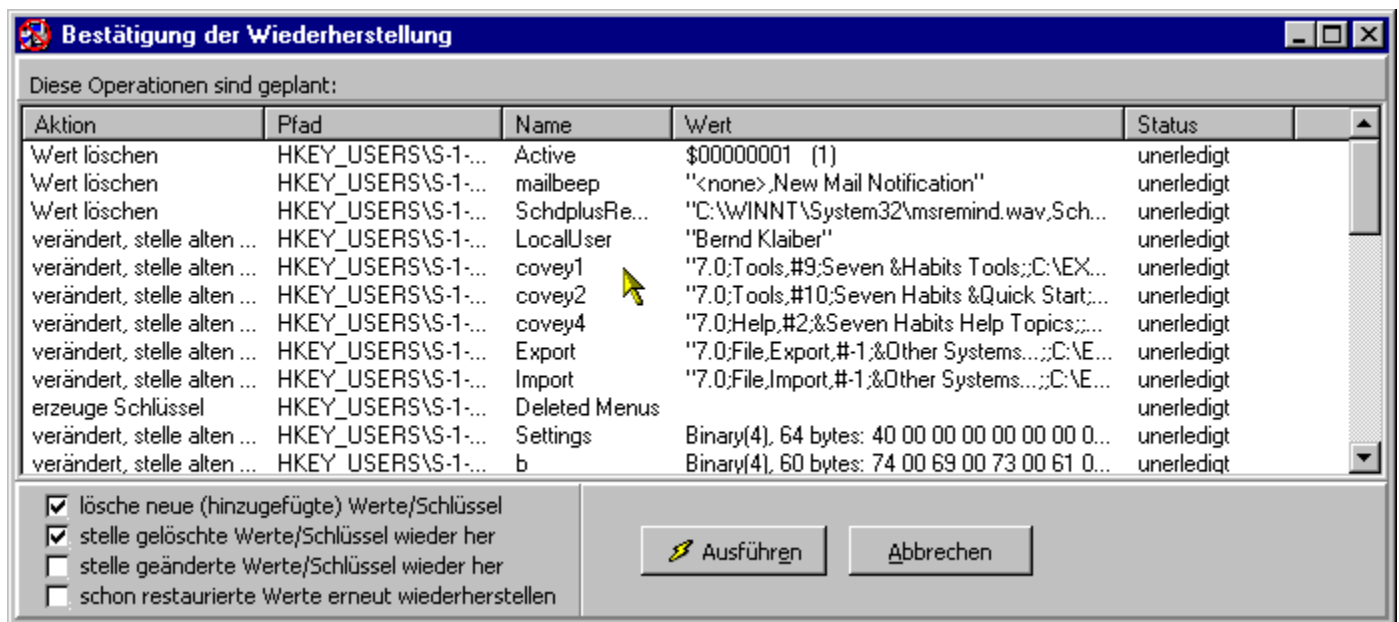 Bestätigung der Wiederherstellung
Diese Operationen sind geplant:
Aktion Pfad Name Wert Status
Wert löschen HKEY_USERS\S-1-... Active $00000001 (1) unerledigt
Wert löschen HKEY_USERS\S-1-... mailbeep "<none>,New Mail Notification" unerledigt
Wert löschen HKEY_USERS\S-1-... SchdplusRe... "C:\WINNT\System32\msremind.wav,Sch... unerledigt
verändert, stelle alten ... HKEY_USERS\S-1-... LocalUser "Bernd Klaiber" unerledigt
verändert, stelle alten ... HKEY_USERS\S-1-... covey1 "7.0;Tools,#9;Seven &Habits Tools;;C:\EX... unerledigt
verändert, stelle alten ... HKEY_USERS\S-1-... covey2 "7.0;Tools,#10;Seven Habits &Quick Start;... unerledigt
verändert, stelle alten ... HKEY_USERS\S-1-... covey4 "7.0;Help,#2;&Seven Habits Help Topics;;... unerledigt
verändert, stelle alten ... HKEY_USERS\S-1-... Export "7.0;File,Export,#-1;&Other Systems...;;C:\E... unerledigt
verändert, stelle alten ... HKEY_USERS\S-1-... Import "7.0;File,Import,#-1;&Other Systems...;;C:\E... unerledigt
erzeuge Schlüssel HKEY_USERS\S-1-... Deleted Menus unerledigt
verändert, stelle alten ... HKEY_USERS\S-1-... Settings Binary(4), 64 bytes: 40 00 00 00 00 00 00 0... unerledigt
verändert, stelle alten ... HKEY_USERS\S-1-... b Binary(4), 60 bytes: 74 00 69 00 73 00 61 0... unerledigt
lösche neue (hinzugefügte) Werte/Schlüssel
stelle gelöschte Werte/Schlüssel wieder her
stelle geänderte Werte/Schlüssel wieder her
schon restaurierte Werte erneut wiederherstellen
Ausführen Abbrechen